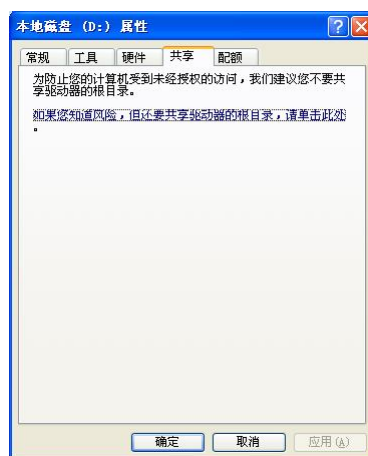 本地磁盘 (D:) 属性
常规 工具 硬件 共享 配额
为防止您的计算机受到未经授权的访问，我们建议您不要共
享驱动器的根目录。
如果您知道风险，但还要共享驱动器的根目录，请单击此处
。
确定 取消 应用(A)